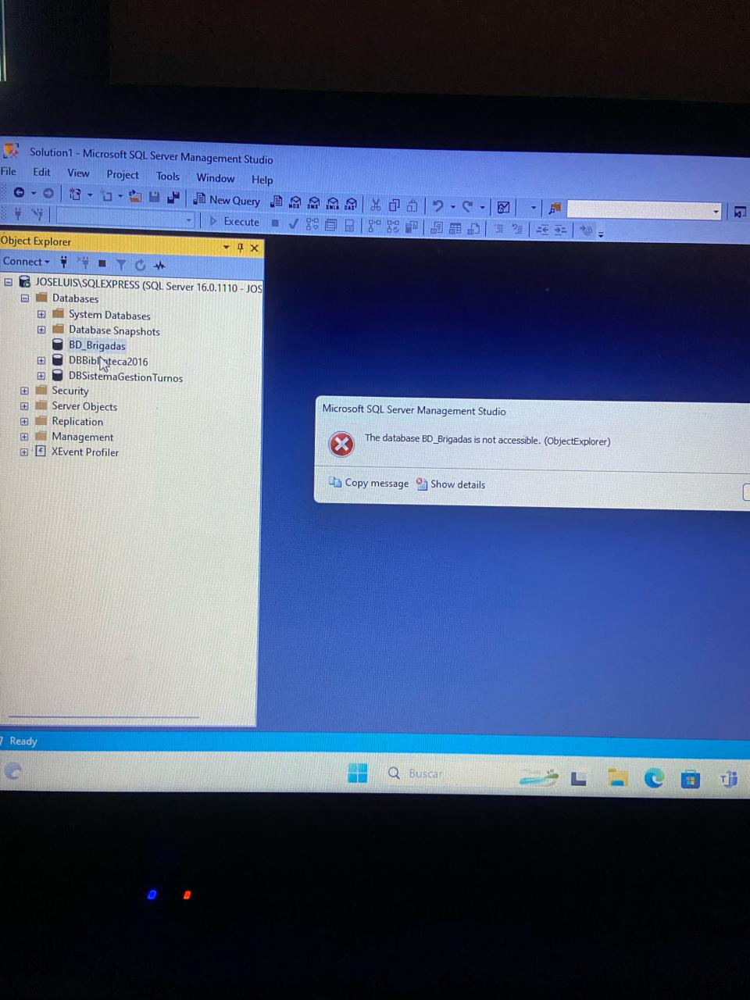 Solution1 - Microsoft SQL Server Management Studio
File Edit View Project Tools Window Help
New Query
Execute
Object Explorer
Connect
JOSELUIS\SQLEXPRESS (SQL Server 16.0.1110 - JOS
Databases
System Databases
Database Snapshots
BD_Brigadas
DBBiblioteca2016
DBSistemaGestionTurnos
Security
Server Objects
Replication
Management
XEvent Profiler
Microsoft SQL Server Management Studio
The database BD_Brigadas is not accessible. (ObjectExplorer)
Copy message Show details
Ready
Buscar